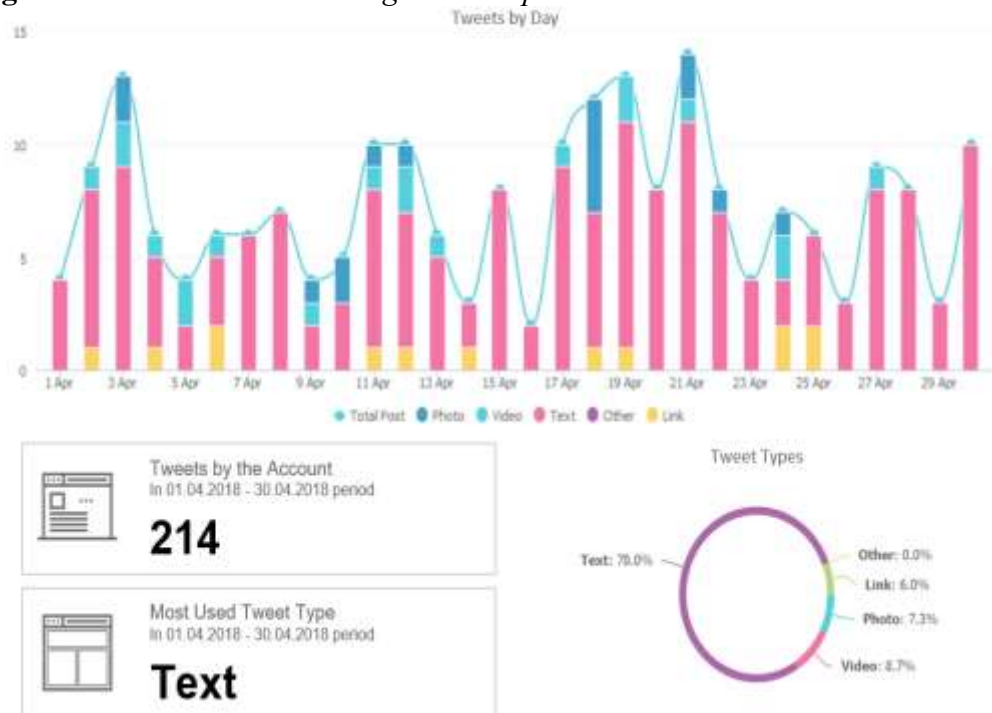 Tweets by Day
15
10
5
0
1 Apr 3 Apr 5 Apr 7 Apr 9 Apr 11 Apr 13 Apr 15 Apr 17 Apr 19 Apr 21 Apr 23 Apr 25 Apr 27 Apr 29 Apr
Total Post Photo Video Text Other Link
Tweets by the Account
In 01.04.2018 - 30.04.2018 period
214
Most Used Tweet Type
In 01.04.2018 - 30.04.2018 period
Text
Tweet Types
Text: 78.0%
Other: 0.0%
Link: 6.0%
Photo: 7.3%
Video: 8.7%